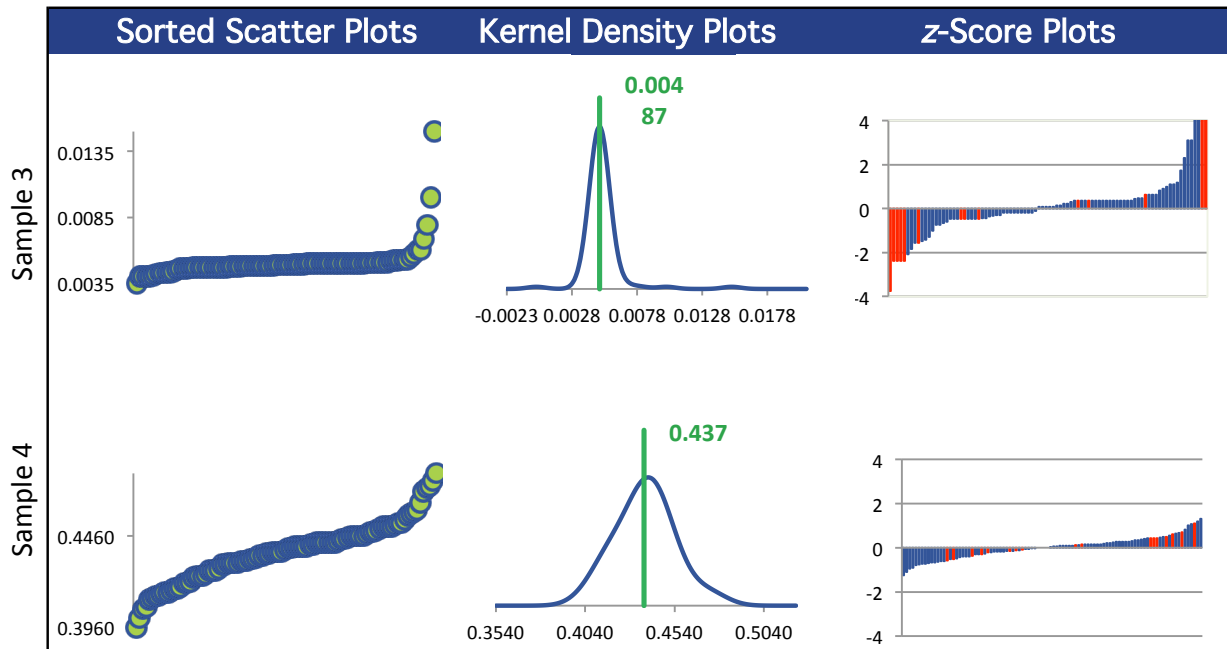 Sorted Scatter Plots
Kernel Density Plots
z-Score Plots
Sample 3
0.0135
0.0085
0.0035
0.004
87
-0.0023 0.0028 0.0078 0.0128 0.0178
4
2
0
-2
-4
Sample 4
0.4460
0.3960
0.437
0.3540 0.4040 0.4540 0.5040
4
2
0
-2
-4